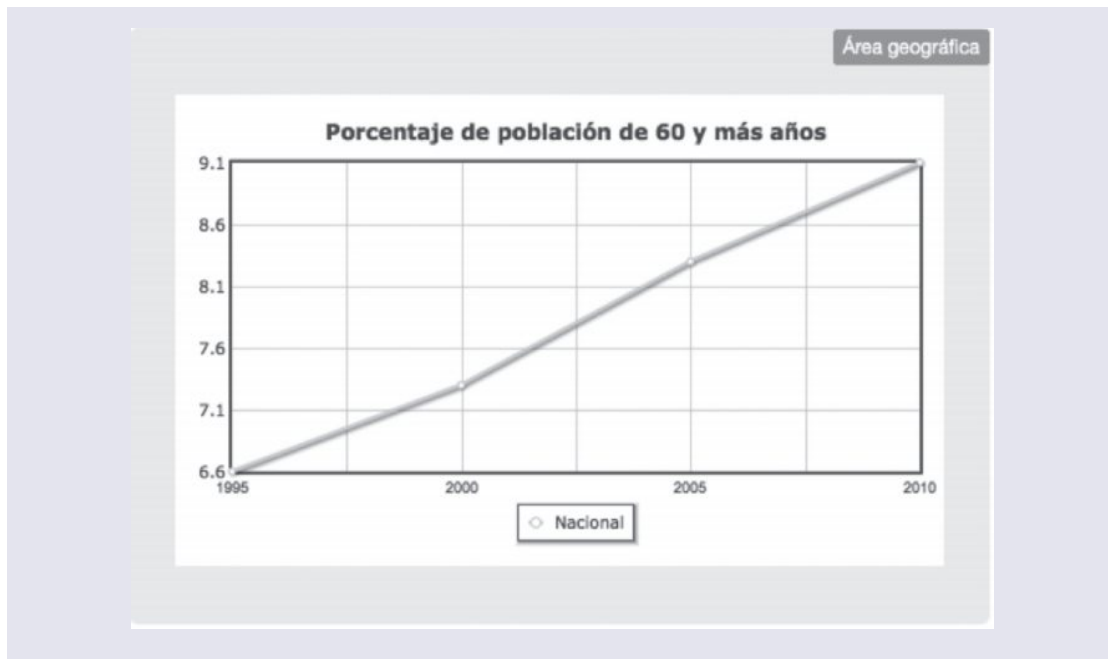 Área geográfica
Porcentaje de población de 60 y más años
9.1
8.6
8.1
7.6
7.1
6.6
1995 2000 2005 2010
Nacional